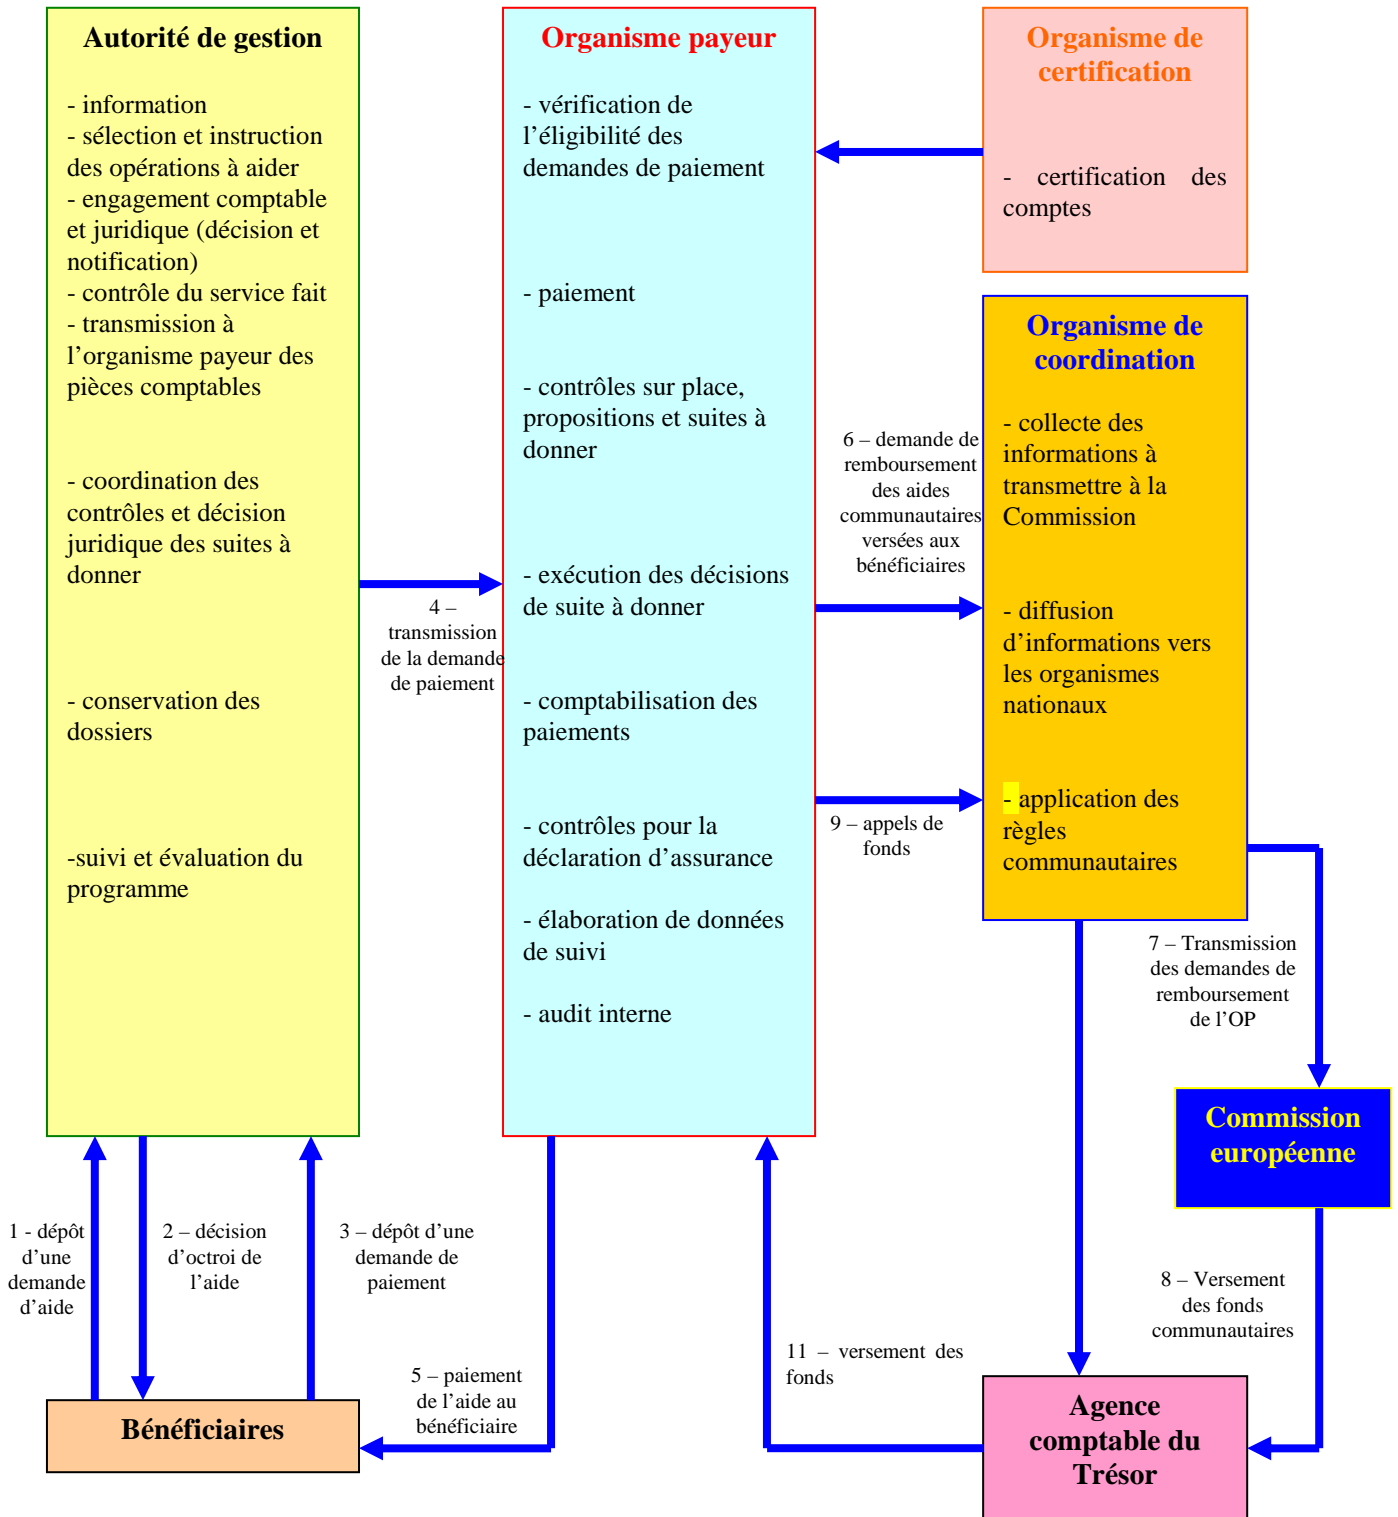 Autorité de gestion
- information
- sélection et instruction
des opérations à aider
- engagement comptable
et juridique (décision et
notification)
- contrôle du service fait
- transmission à
l’organisme payeur des
pièces comptables
- coordination des
contrôles et décision
juridique des suites à
donner
- conservation des
dossiers
-suivi et évaluation du
programme
4 –
transmission
de la demande
de paiement
Organisme payeur
- vérification de
l’éligibilité des
demandes de paiement
- paiement
- contrôles sur place,
propositions et suites à
donner
- exécution des décisions
de suite à donner
- comptabilisation des
paiements
- contrôles pour la
déclaration d’assurance
- élaboration de données
de suivi
- audit interne
Organisme de
certification
- certification des
comptes
6 – demande de
remboursement
des aides
communautaires
versées aux
bénéficiaires
9 – appels de
fonds
Organisme de
coordination
- collecte des
informations à
transmettre à la
Commission
- diffusion
d’informations vers
les organismes
nationaux
- application des
règles
communautaires
7 – Transmission
des demandes de
remboursement
de l’OP
Commission
européenne
1 - dépôt
d’une
demande
d’aide
2 – décision
d’octroi de
l’aide
3 – dépôt d’une
demande de
paiement
5 – paiement
de l’aide au
bénéficiaire
11 – versement des
fonds
8 – Versement
des fonds
communautaires
Bénéficiaires
Agence
comptable du
Trésor